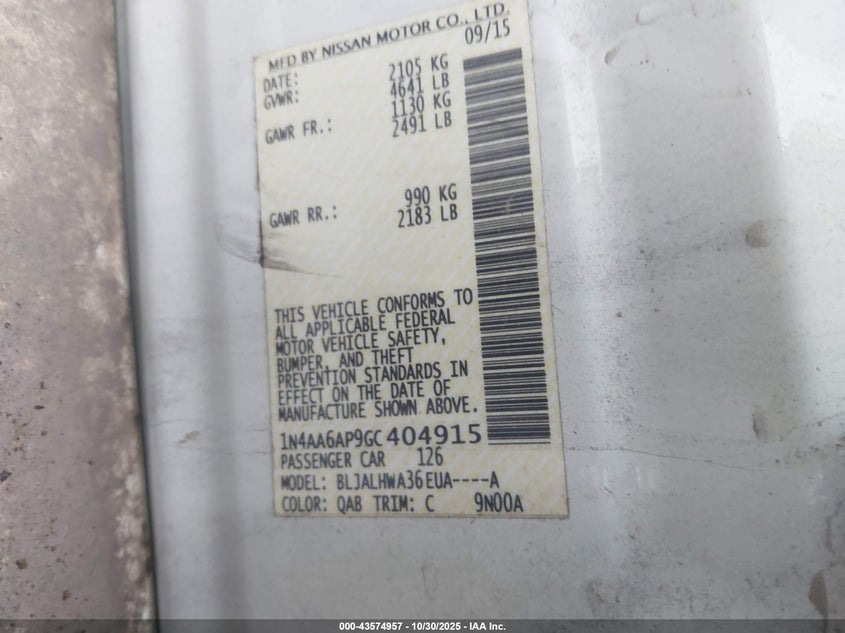 MFD BY NISSAN MOTOR CO., LTD.
DATE: 09/15
GVWR: 2105 KG
4641 LB
GAWR FR.: 1130 KG
2491 LB
GAWR RR.: 990 KG
2183 LB
THIS VEHICLE CONFORMS TO
ALL APPLICABLE FEDERAL
MOTOR VEHICLE SAFETY,
BUMPER, AND THEFT
PREVENTION STANDARDS IN
EFFECT ON THE DATE OF
MANUFACTURE SHOWN ABOVE.
1N4AA6AP9GC404915
PASSENGER CAR 126
MODEL: BLJALHWA36EUA----A
COLOR: QAB TRIM: C 9N00A
000-43574957 - 10/30/2025 - IAA Inc.